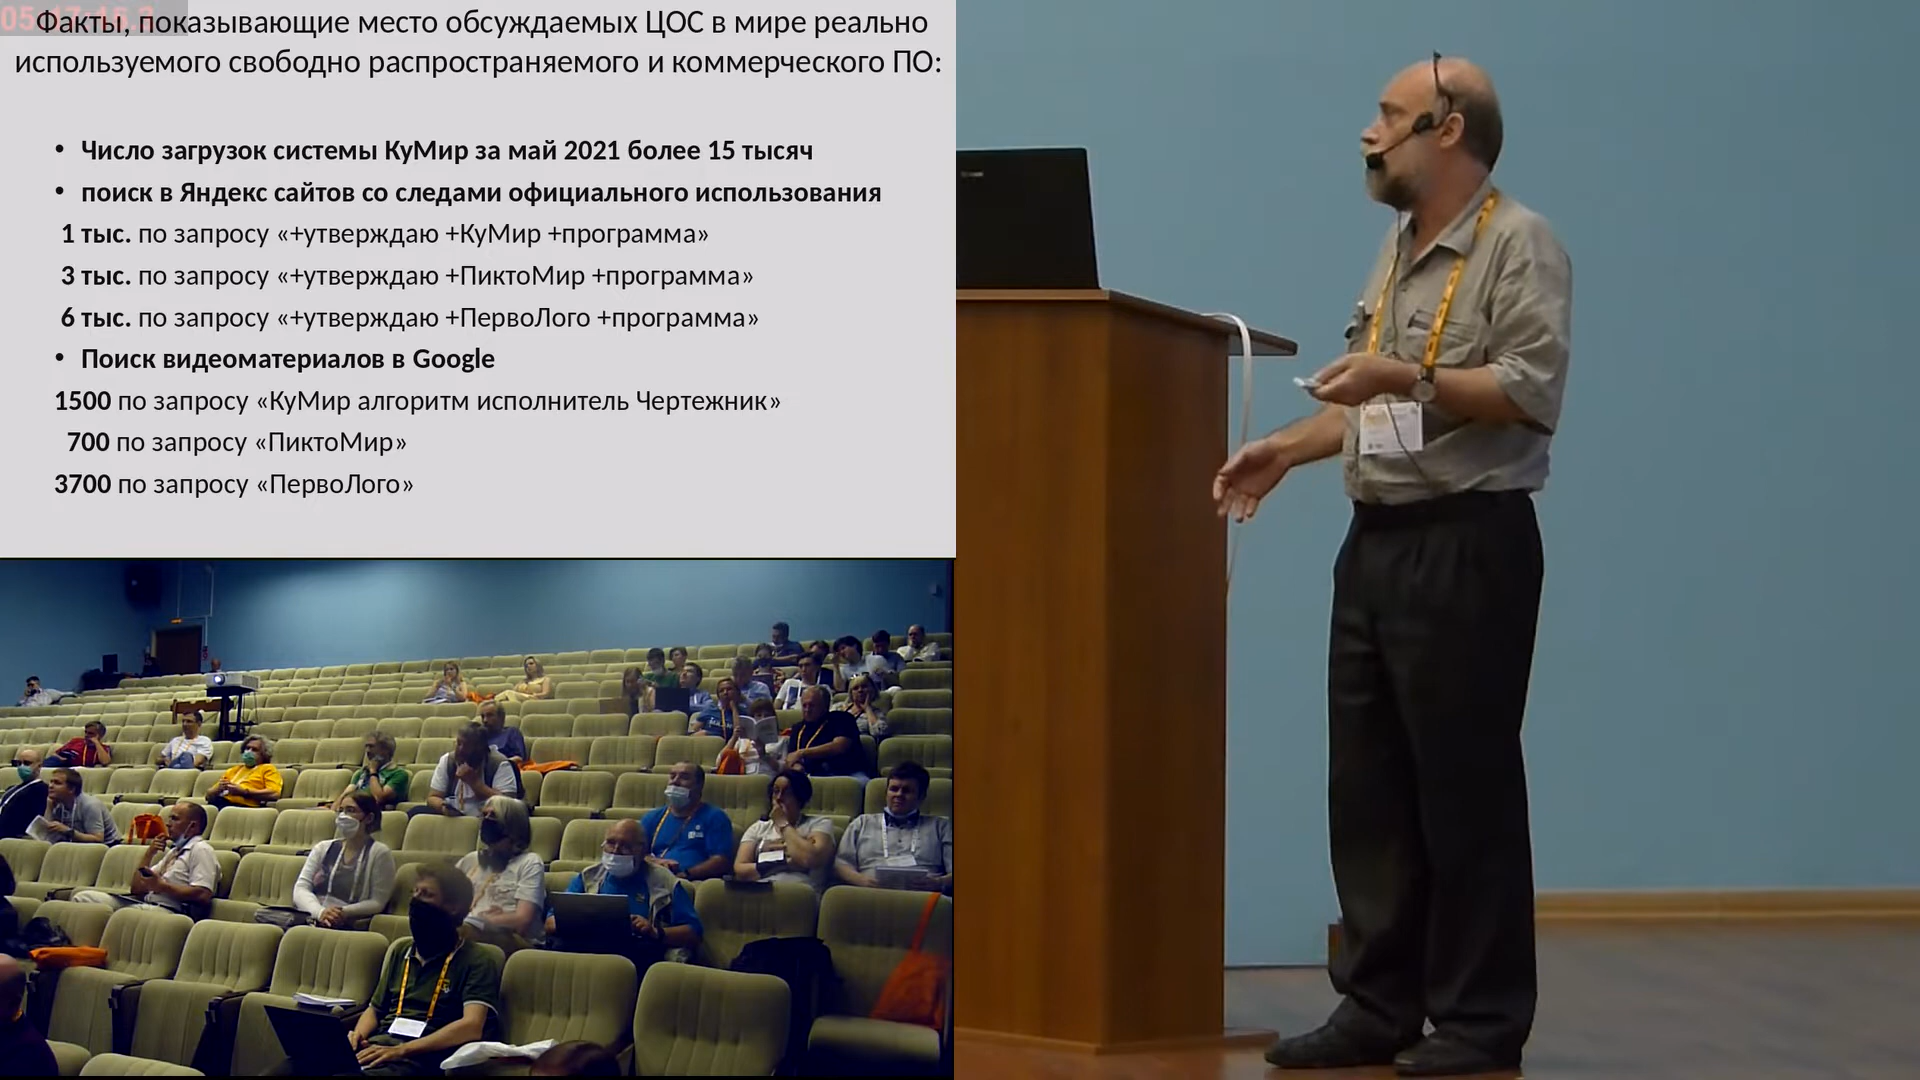 Факты, показывающие место обсуждаемых ЦОС в мире реально
используемого свободно распространяемого и коммерческого ПО:
• Число загрузок системы КуМир за май 2021 более 15 тысяч
• поиск в Яндекс сайтов со следами официального использования
1 тыс. по запросу «+утверждаю +КуМир +программа»
3 тыс. по запросу «+утверждаю +ПиктоМир +программа»
6 тыс. по запросу «+утверждаю +ПервоЛого +программа»
• Поиск видеоматериалов в Google
1500 по запросу «КуМир алгоритм исполнитель Чертежник»
700 по запросу «ПиктоМир»
3700 по запросу «ПервоЛого»